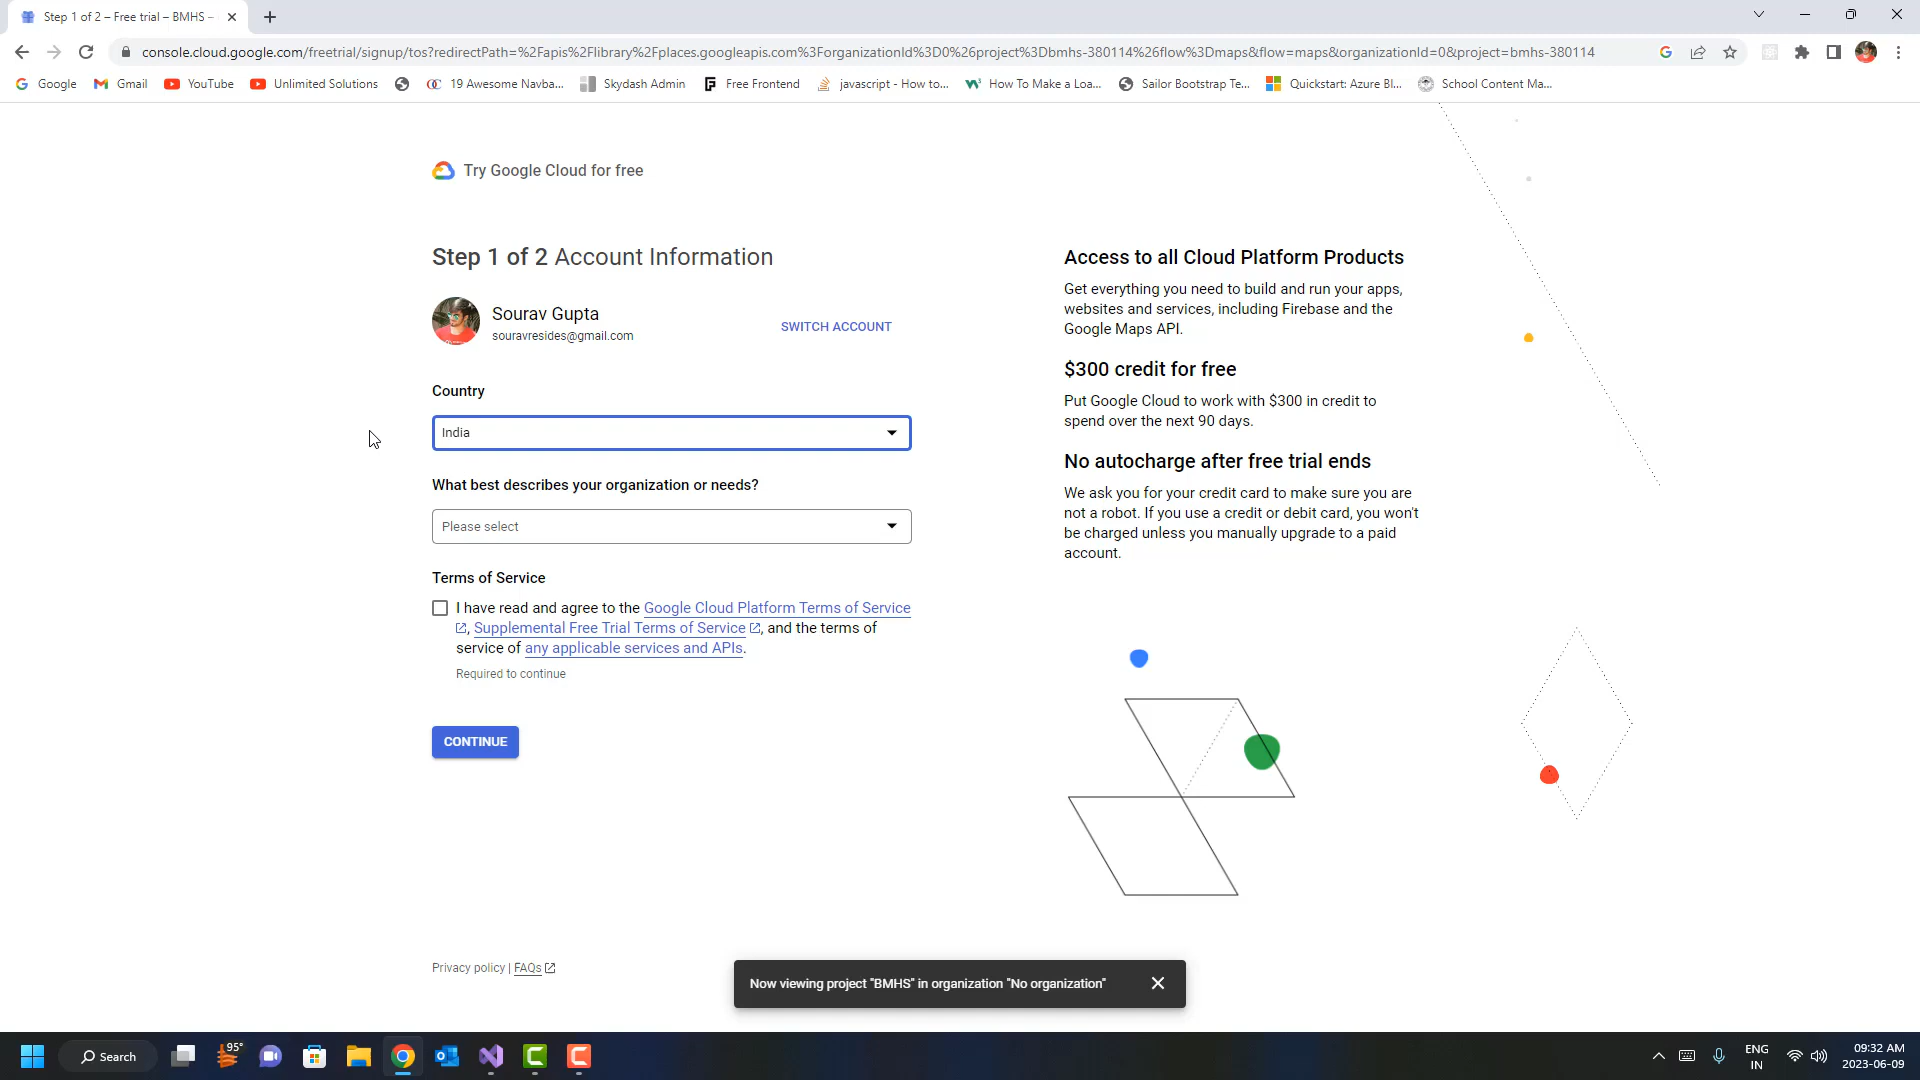 Step 1 of 2 – Free trial – BMHS –
console.cloud.google.com/freetrial/signup/tos?redirectPath=%2Fapis%2Flibrary%2Fplaces.googleapis.com%3ForganizationId%3D0%26project%3Dbmhs-380114%26flow%3Dmaps&flow=maps&organizationId=0&project=bmhs-380114
Google Gmail YouTube Unlimited Solutions 19 Awesome Navba... Skydash Admin Free Frontend javascript - How to... How To Make a Loa... Sailor Bootstrap Te... Quickstart: Azure Bl... School Content Ma...
Try Google Cloud for free
Step 1 of 2 Account Information
Sourav Gupta
souravresides@gmail.com
SWITCH ACCOUNT
Country
India
What best describes your organization or needs?
Please select
Terms of Service
I have read and agree to the Google Cloud Platform Terms of Service
, Supplemental Free Trial Terms of Service , and the terms of
service of any applicable services and APIs.
Required to continue
CONTINUE
Access to all Cloud Platform Products
Get everything you need to build and run your apps,
websites and services, including Firebase and the
Google Maps API.
$300 credit for free
Put Google Cloud to work with $300 in credit to
spend over the next 90 days.
No autocharge after free trial ends
We ask you for your credit card to make sure you are
not a robot. If you use a credit or debit card, you won't
be charged unless you manually upgrade to a paid
account.
Privacy policy | FAQs
Now viewing project "BMHS" in organization "No organization"
Search
95°
ENG
IN
09:32 AM
2023-06-09